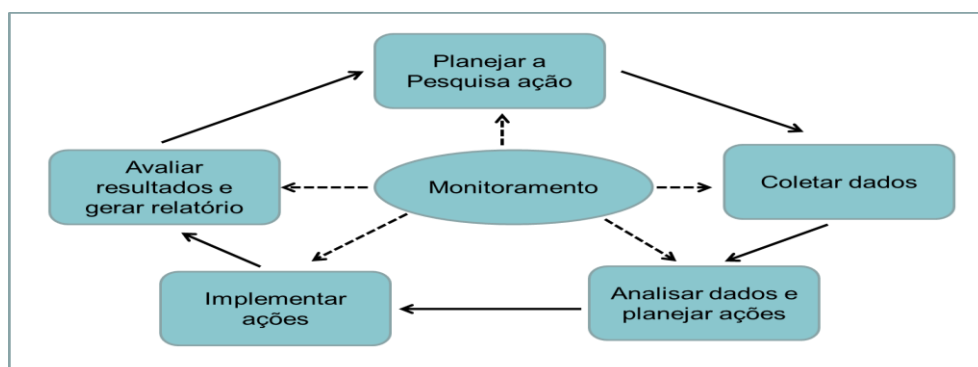 Planejar a
Pesquisa ação
Avaliar
resultados e
gerar relatório
Monitoramento
Coletar dados
Implementar
ações
Analisar dados e
planejar ações